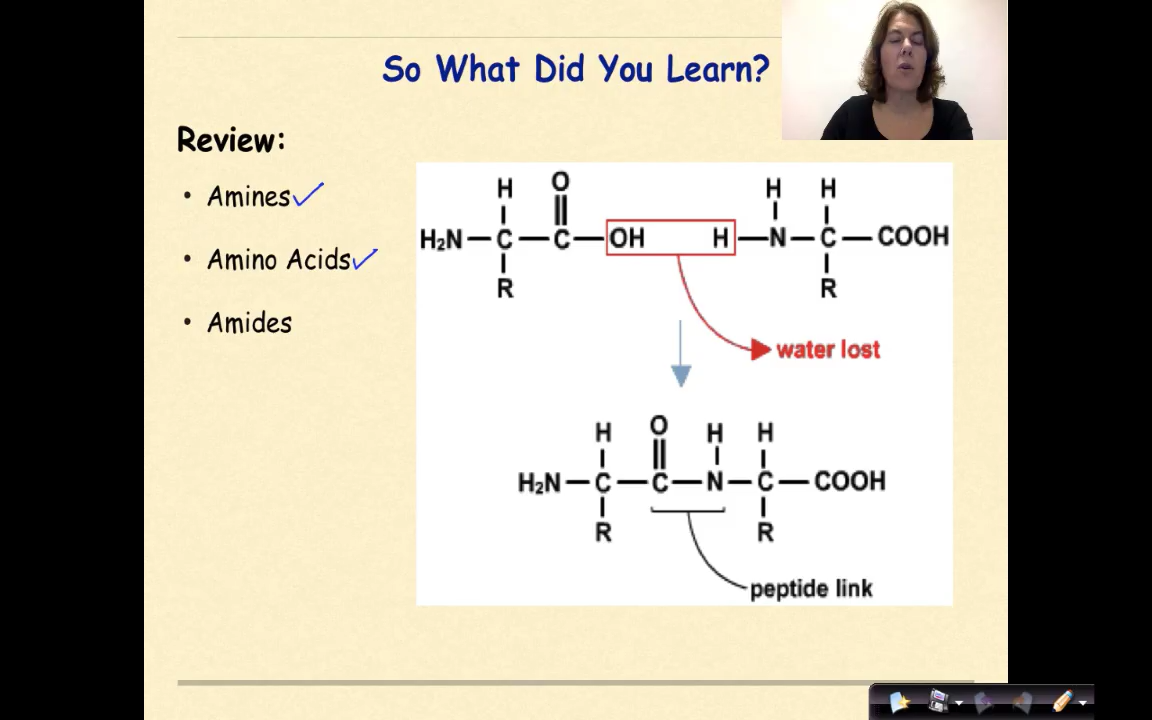 So What Did You Learn?
Review:
• Amines✓
• Amino Acids✓
• Amides
H O H H
H₂N—C—C—OH H—N—C—COOH
R R
water lost
H O H H
H₂N—C—C—N—C—COOH
R R
peptide link